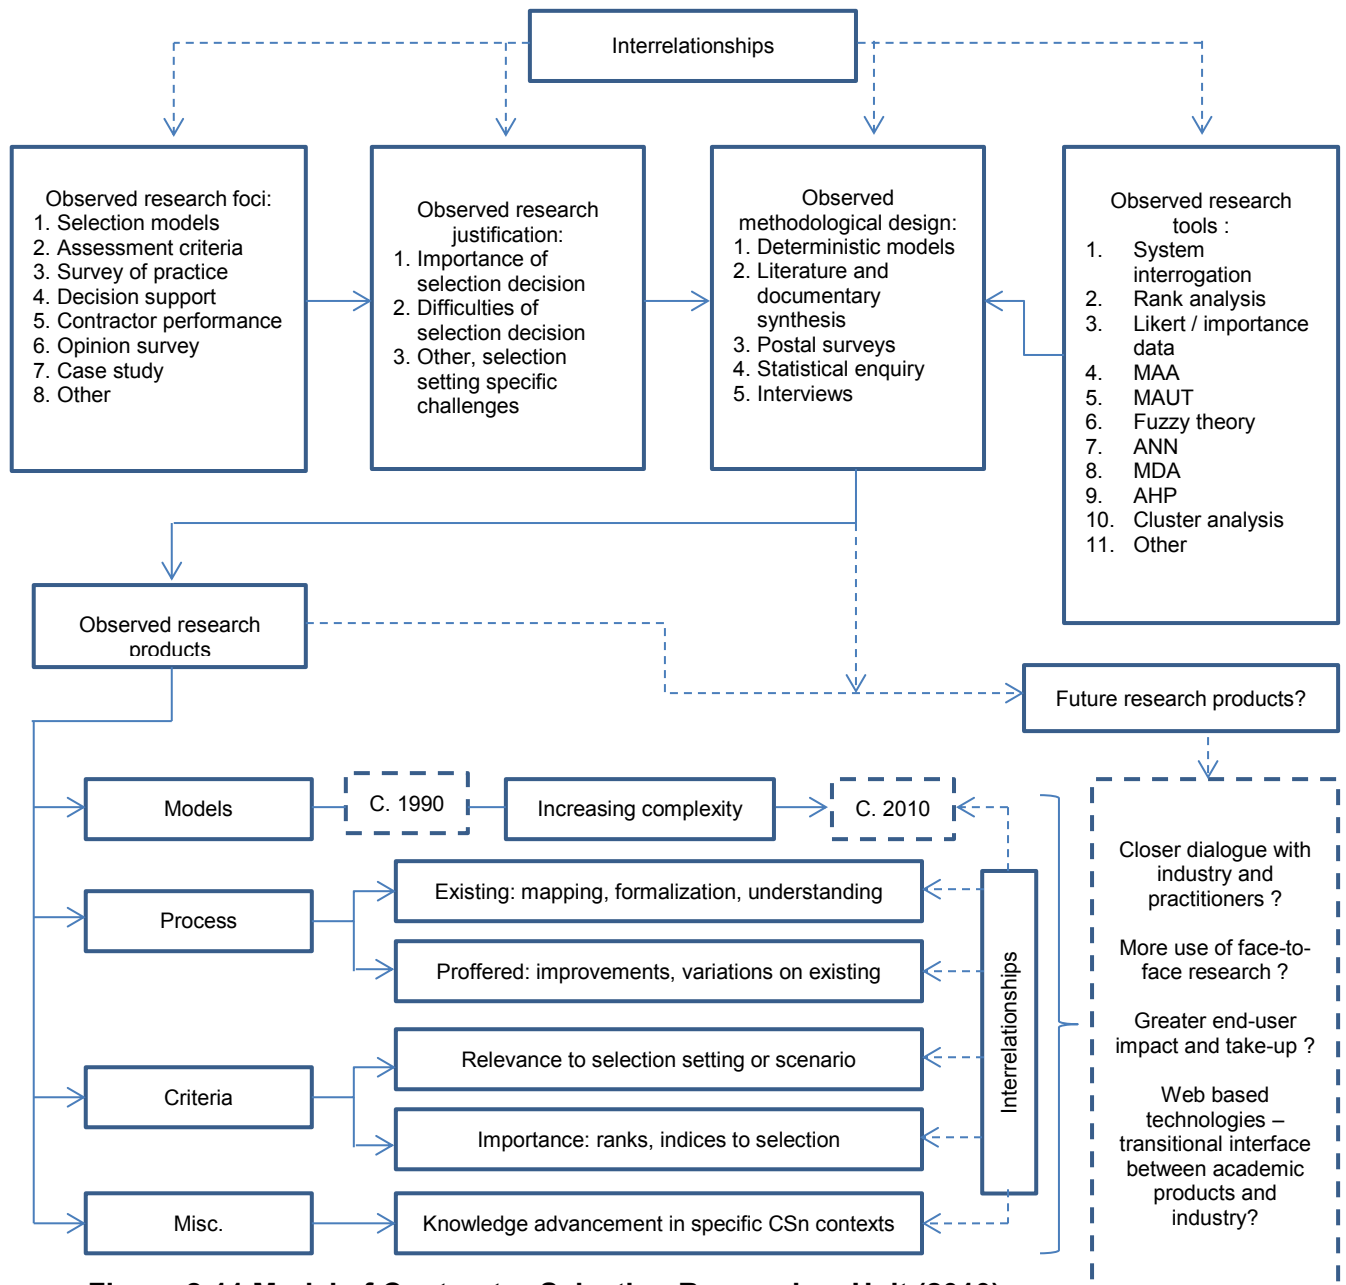 Interrelationships
Observed research foci:
1. Selection models
2. Assessment criteria
3. Survey of practice
4. Decision support
5. Contractor performance
6. Opinion survey
7. Case study
8. Other
Observed research
justification:
1. Importance of
selection decision
2. Difficulties of
selection decision
3. Other, selection
setting specific
challenges
Observed
methodological design:
1. Deterministic models
2. Literature and
documentary
synthesis
3. Postal surveys
4. Statistical enquiry
5. Interviews
Observed research
tools :
1. System
interrogation
2. Rank analysis
3. Likert / importance
data
4. MAA
5. MAUT
6. Fuzzy theory
7. ANN
8. MDA
9. AHP
10. Cluster analysis
11. Other
Observed research
products
Future research products?
Models
C. 1990
Increasing complexity
C. 2010
Process
Existing: mapping, formalization, understanding
Proffered: improvements, variations on existing
Criteria
Relevance to selection setting or scenario
Importance: ranks, indices to selection
Misc.
Knowledge advancement in specific CSn contexts
Interrelationships
Closer dialogue with
industry and
practitioners ?
More use of face-to-
face research ?
Greater end-user
impact and take-up ?
Web based
technologies –
transitional interface
between academic
products and
industry?